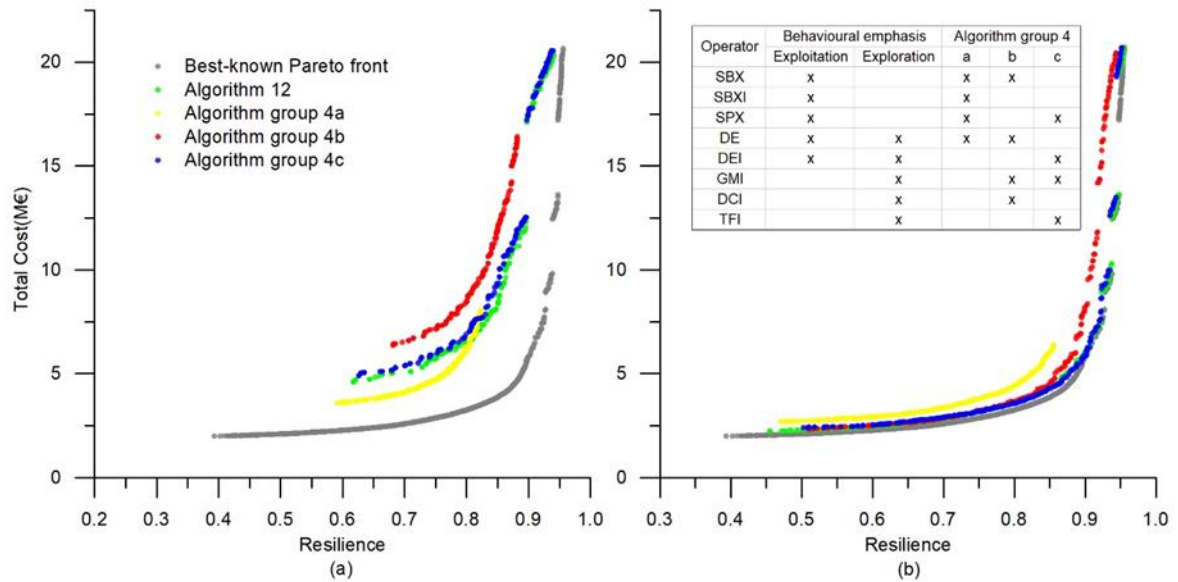 20
15
10
5
0
Total Cost(M€)
Best-known Pareto front
Algorithm 12
Algorithm group 4a
Algorithm group 4b
Algorithm group 4c
0.2 0.3 0.4 0.5 0.6 0.7 0.8 0.9 1.0
Resilience
(a)
20
15
10
5
0
Operator Behavioural emphasis Algorithm group 4
Exploitation Exploration a b c
SBX x x x
SBXI x x
SPX x x x
DE x x x x
DEI x x x
GMI x x x
DCI x x
TFI x x
0.3 0.4 0.5 0.6 0.7 0.8 0.9 1.0
Resilience
(b)